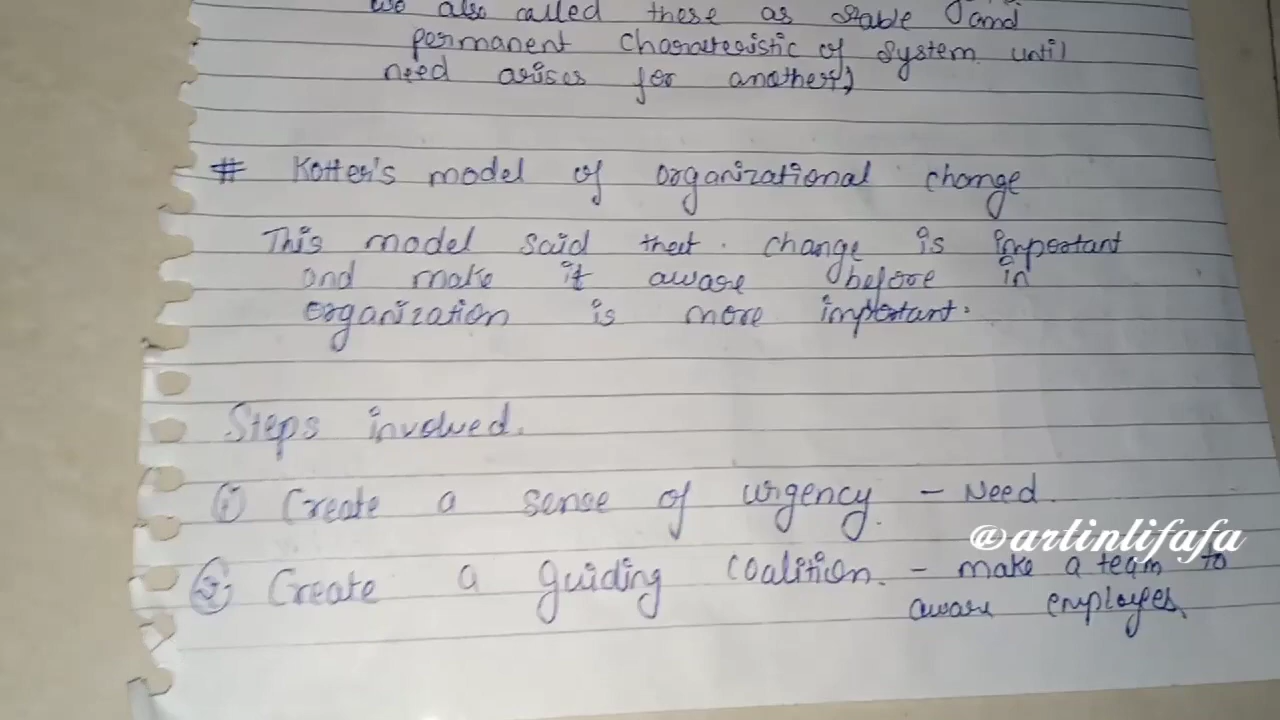 we also called these as stable and
permanent characteristic of system until
need arises for another)
# Kotter's model of organizational change
This model said that change is important
and make it aware before in
organization is more important.
Steps involved.
① Create a sense of urgency. - Need.
@artinlifafa
② Create a guiding coalition. - make a team to
aware employees